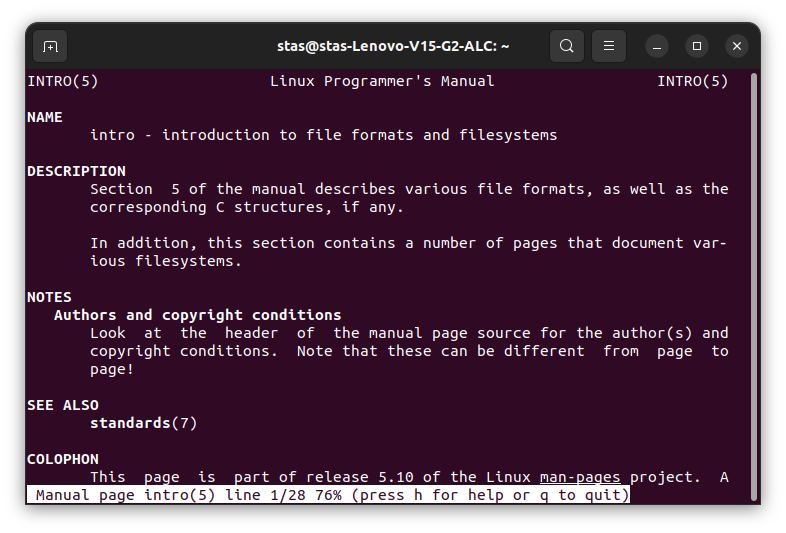 stas@stas-Lenovo-V15-G2-ALC: ~
INTRO(5)                   Linux Programmer's Manual                  INTRO(5)
NAME
       intro - introduction to file formats and filesystems
DESCRIPTION
       Section  5 of the manual describes various file formats, as well as the
       corresponding C structures, if any.
       In addition, this section contains a number of pages that document var-
       ious filesystems.
NOTES
   Authors and copyright conditions
       Look  at  the  header  of  the manual page source for the author(s) and
       copyright conditions.  Note that these can be different  from  page  to
       page!
SEE ALSO
       standards(7)
COLOPHON
       This  page  is  part of release 5.10 of the Linux man-pages project.  A
 Manual page intro(5) line 1/28 76% (press h for help or q to quit)